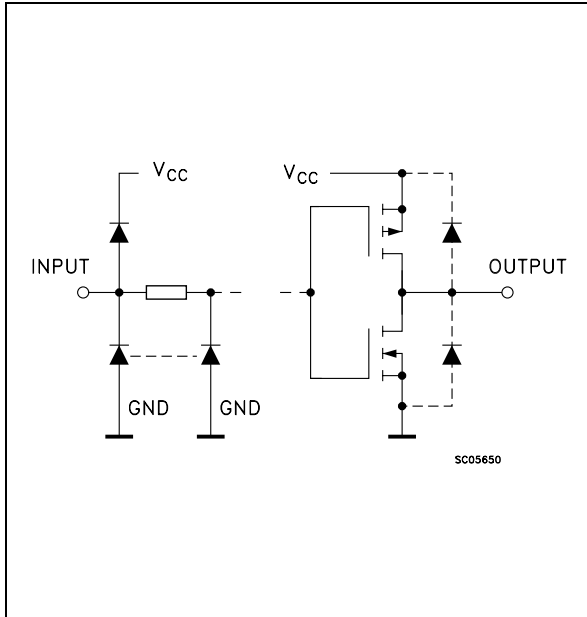 VCC
VCC
INPUT
OUTPUT
GND
GND
SC05650